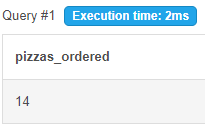 Query #1 Execution time: 2ms
pizzas_ordered
14